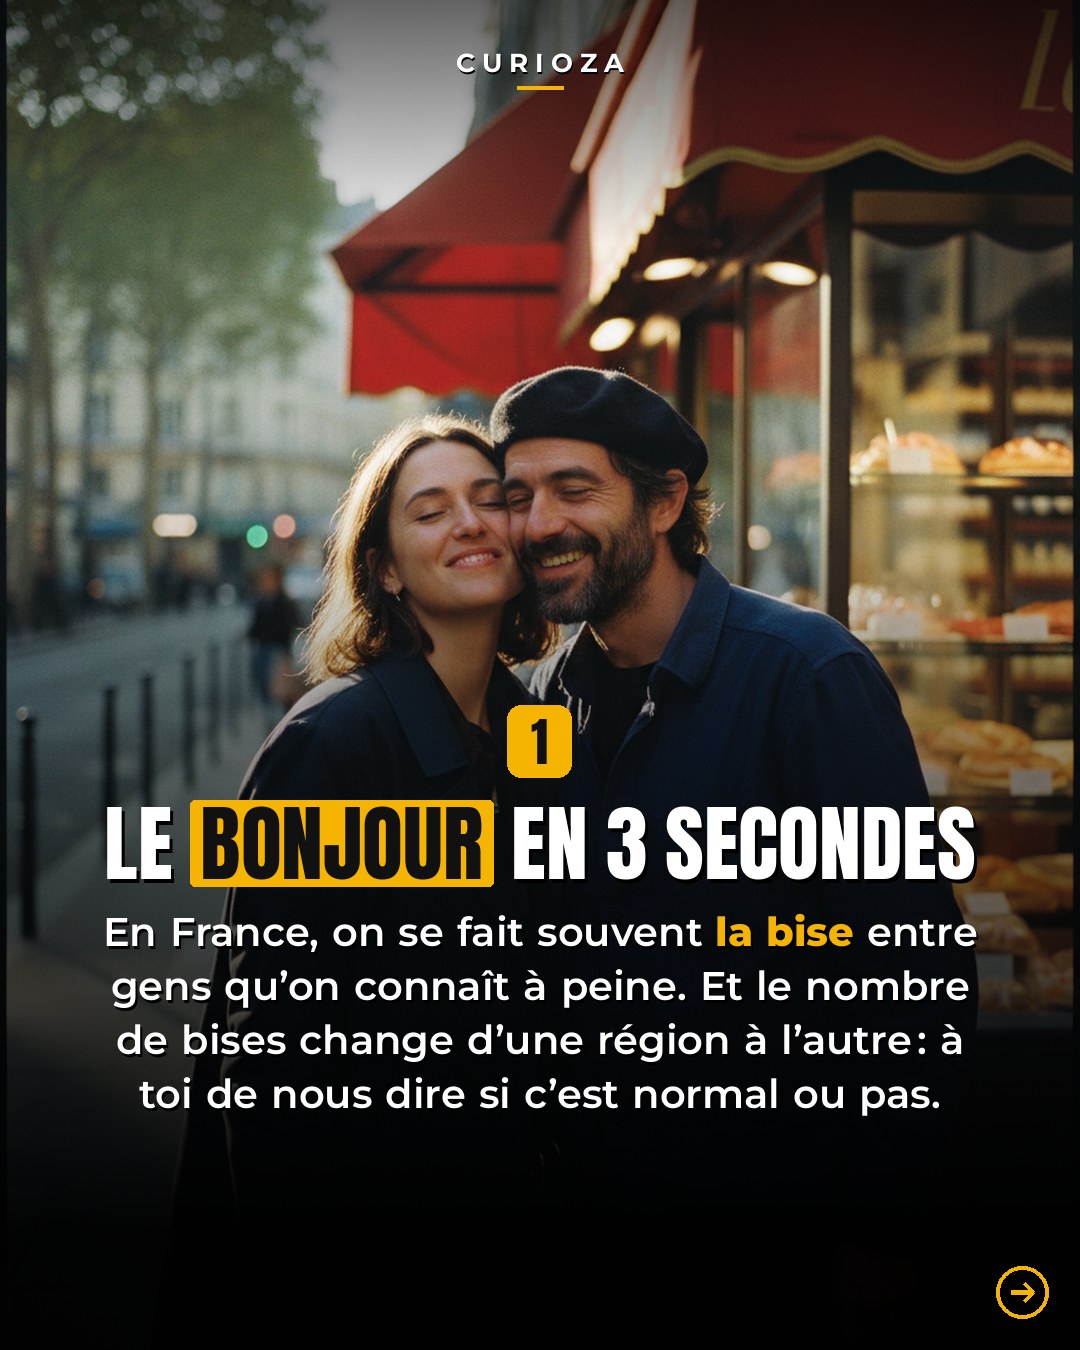 CURIOZA
1
LE BONJOUR EN 3 SECONDES
En France, on se fait souvent la bise entre
gens qu’on connaît à peine. Et le nombre
de bises change d’une région à l’autre : à
toi de nous dire si c’est normal ou pas.